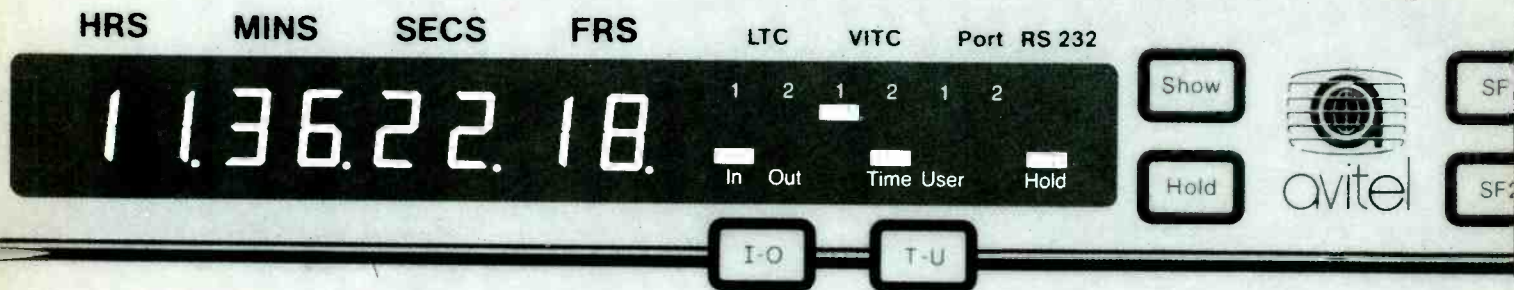 HRS MINS SECS FRS LTC VITC Port RS 232
Show SF
1 2 1 2 1 2
11.36.22.18.
In Out Time User Hold
Hold avitel SF2
I-O T-U